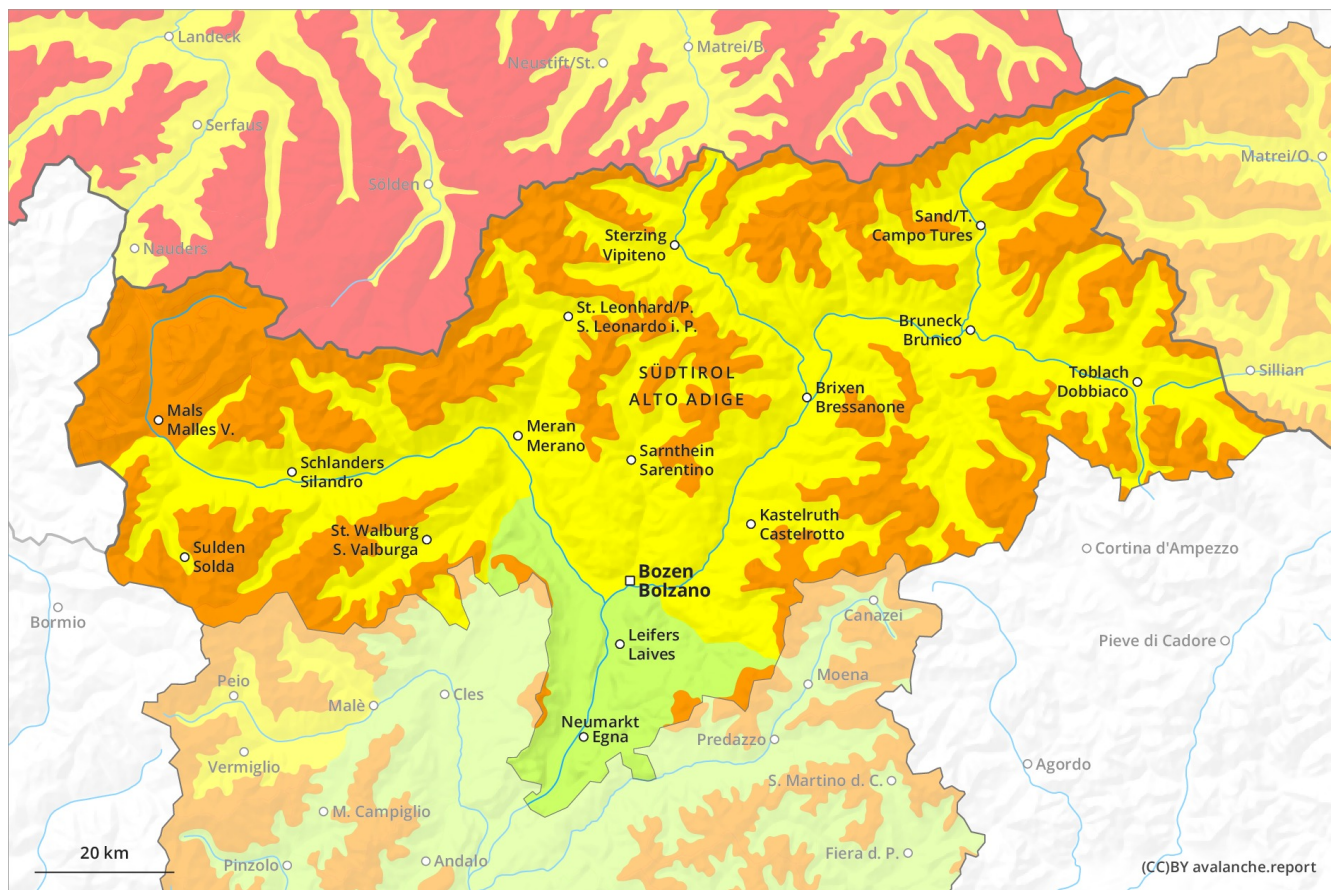 Landeck
Matrei/B.
Neustift/St.
Serfaus
Matrei/O.
Sölden
Sand/T.
Campo Tures
Nauders
Sterzing
Vipiteno
St. Leonhard/P.
S. Leonardo i. P.
Bruneck
Brunico
SÜDTIROL
ALTO ADIGE
Toblach
Dobbiaco
Sillian
Brixen
Bressanone
Mals
Malles V.
Meran
Merano
Sarnthein
Sarentino
Schlanders
Silandro
Kastelruth
Castelrotto
St. Walburg
S. Valburga
Sulden
Solda
Cortina d'Ampezzo
Bozen
Bolzano
Bormio
Canazei
Leifers
Laives
Pieve di Cadore
Peio
Moena
Malè
Cles
Neumarkt
Egna
Predazzo
Vermiglio
Agordo
S. Martino d. C.
M. Campiglio
20 km
Andalo
Fiera d. P.
Pinzolo
(CC)BY avalanche.report